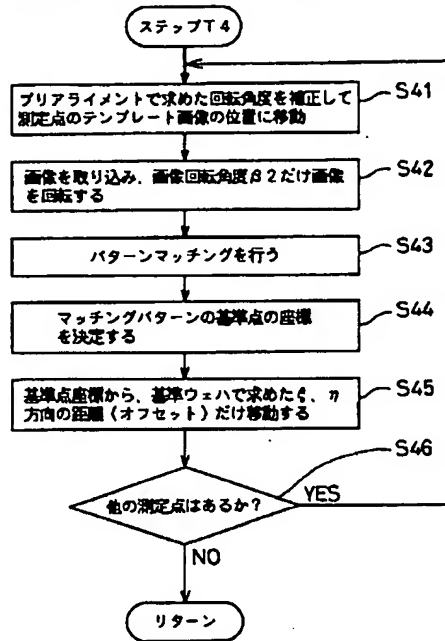 ステップT4
プリアライメントで求めた回転角度を補正して
測定点のテンプレート画像の位置に移動
S41
画像を取り込み、画像回転角度β2だけ画像
を回転する
S42
パターンマッチングを行う
S43
マッチングパターンの基準点の座標
を決定する
S44
基準点座標から、基準ウェハで求めたξ、η
方向の距離（オフセット）だけ移動する
S45
他の測定点はあるか？
S46
YES
NO
リターン